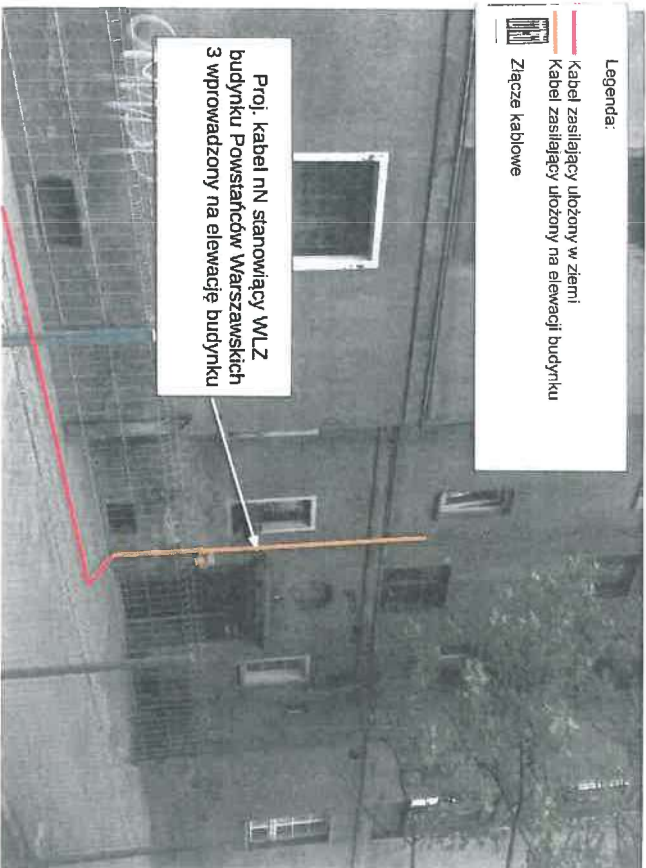 Legenda:
Kabel zasilający ułożony w ziemi
Kabel zasilający ułożony na elewacji budynku
Złącze kablowe
Proj. kabel nN stanowiący WLZ
budynku Powstańców Warszawskich
3 wprowadzony na elewację budynku